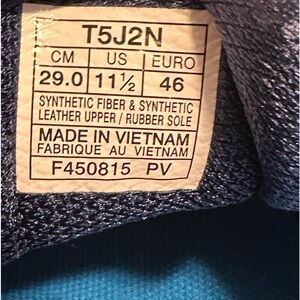 T5J2N
CM US EURO
29.0 11½ 46
SYNTHETIC FIBER & SYNTHETIC
LEATHER UPPER / RUBBER SOLE
MADE IN VIETNAM
FABRIQUE AU VIETNAM
F450815 PV